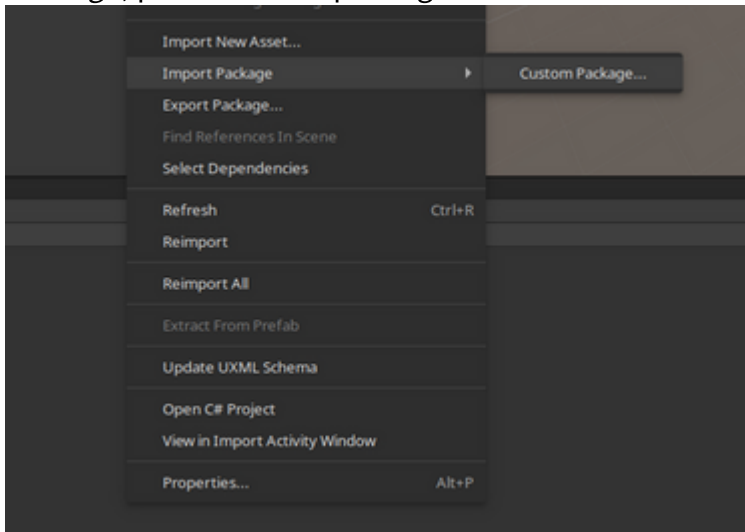 Import New Asset...
Import Package
Custom Package...
Export Package...
Find References In Scene
Select Dependencies
Refresh Ctrl+R
Reimport
Reimport All
Extract From Prefab
Update UXML Schema
Open C# Project
View in Import Activity Window
Properties... Alt+P